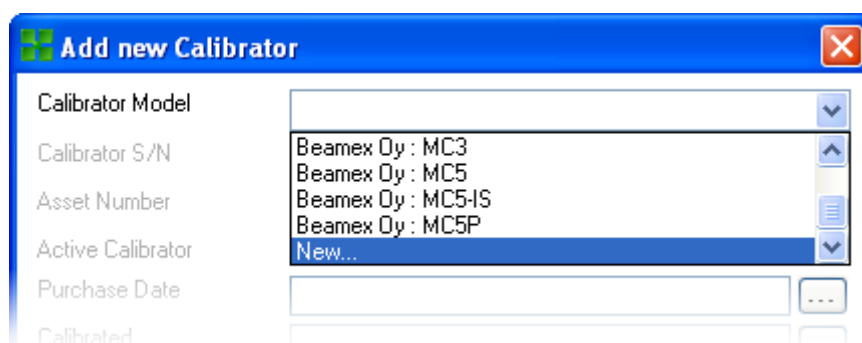 Add new Calibrator
Calibrator Model
Beamex Oy : MC3
Calibrator S/N
Beamex Oy : MC5
Beamex Oy : MC5-IS
Asset Number
Beamex Oy : MC5P
Active Calibrator
New...
Purchase Date
...
Calibrated